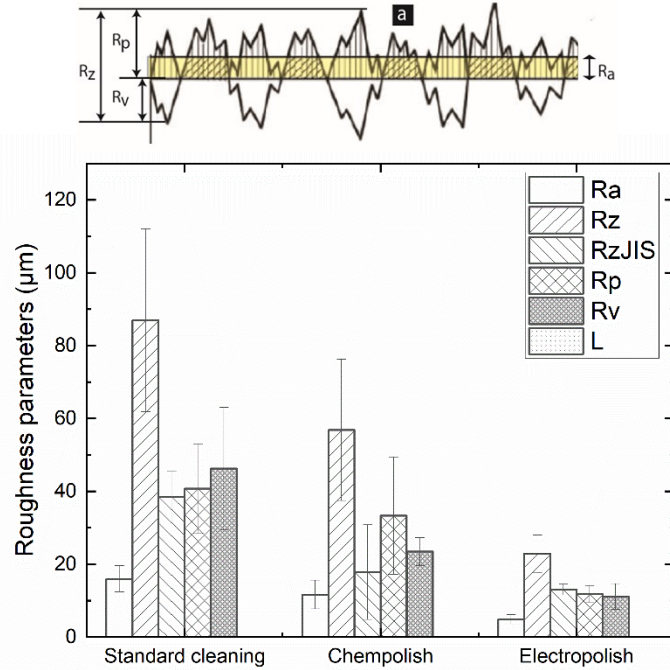 a
Rp
Rz
Ra
Rv
120
100
80
60
40
20
0
Roughness parameters (μm)
Ra
Rz
RzJIS
Rp
Rv
L
Standard cleaning
Chempolish
Electropolish